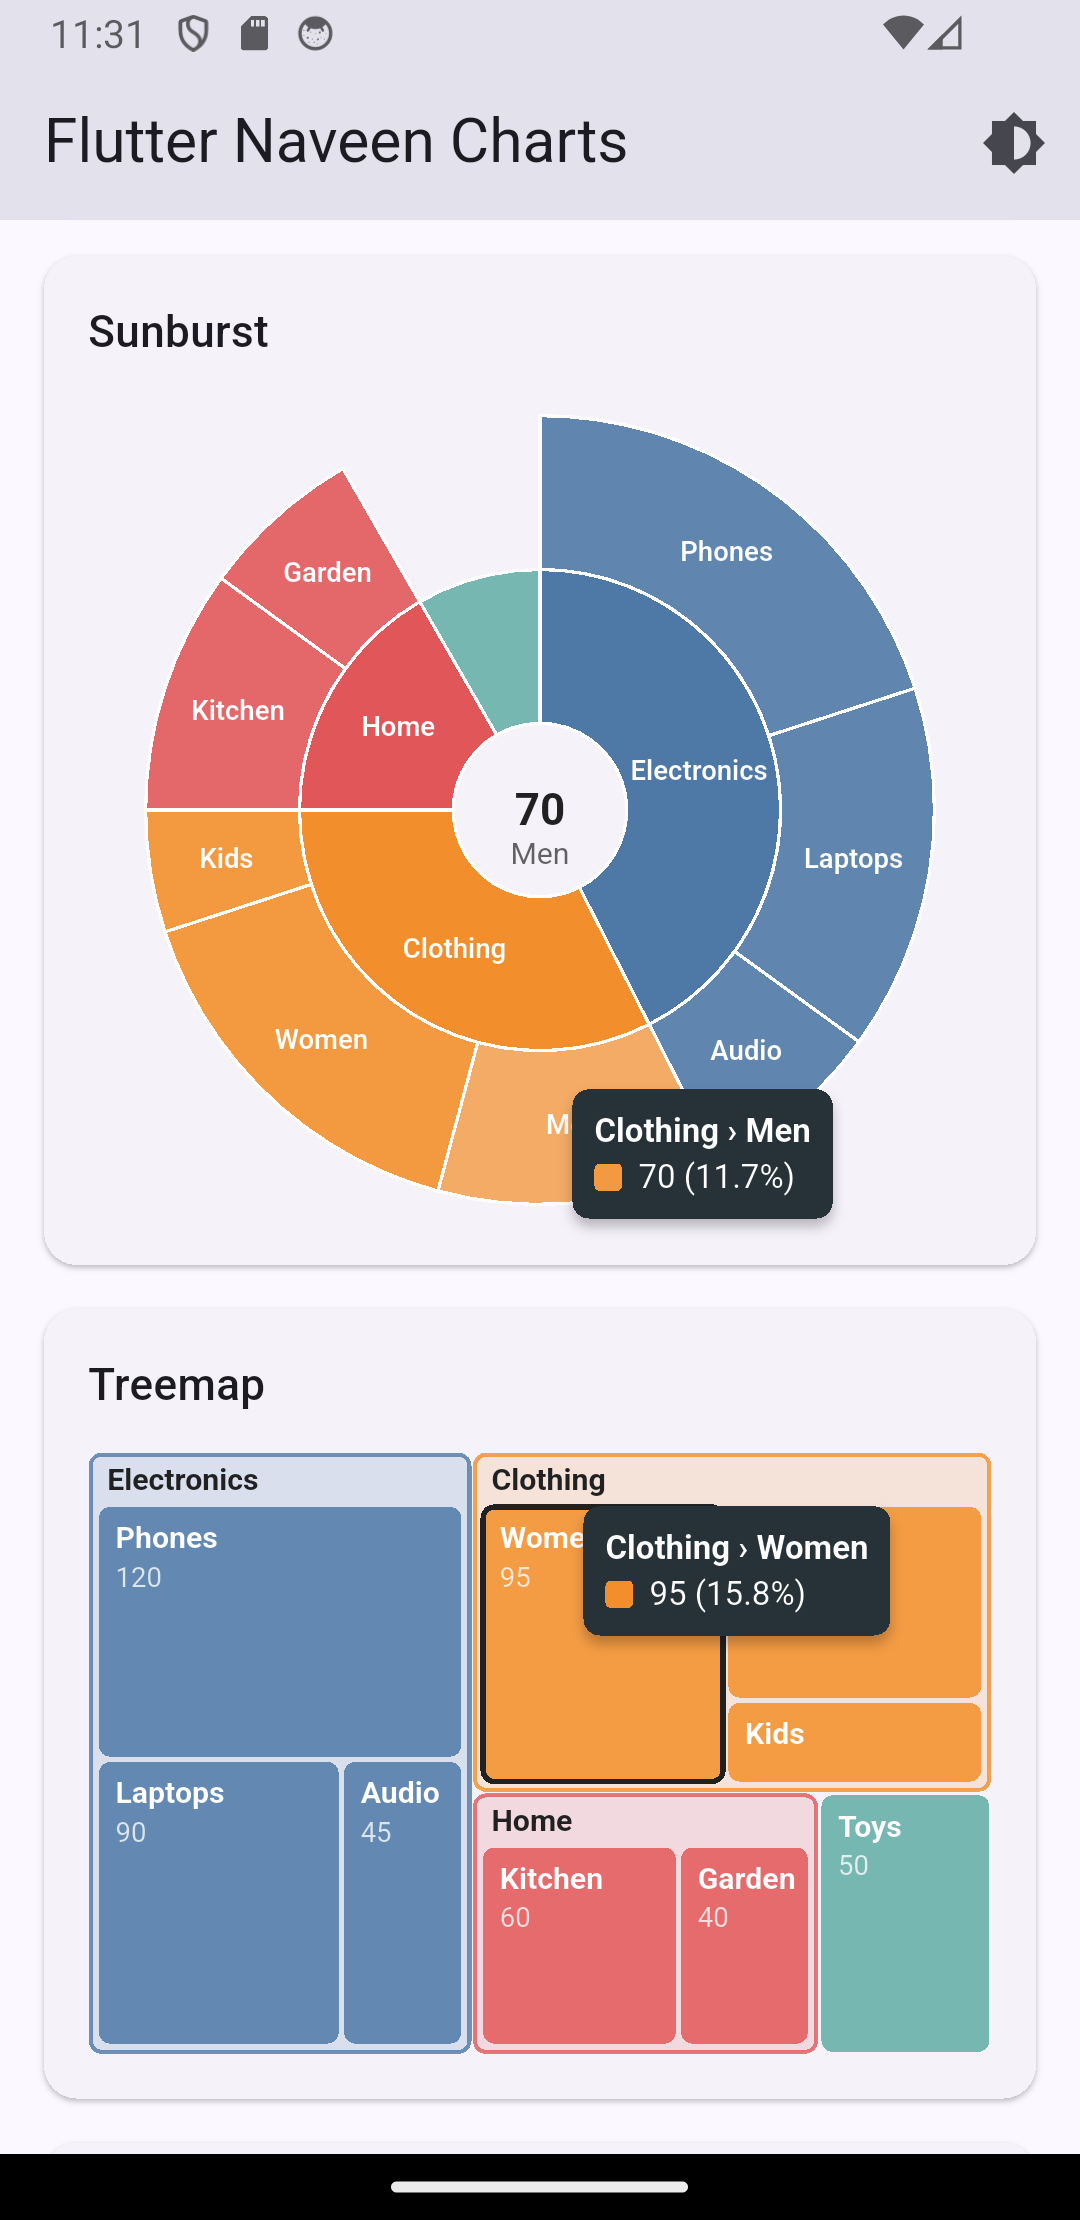 11:31
Flutter Naveen Charts
Sunburst
Phones
Garden
Kitchen
Home
Electronics
70
Men
Kids
Laptops
Clothing
Women
Audio
Clothing › Men
70 (11.7%)
Treemap
Electronics
Clothing
Phones
120
95
Clothing › Women
95 (15.8%)
Kids
Laptops
90
Audio
45
Home
Toys
50
Kitchen
60
Garden
40